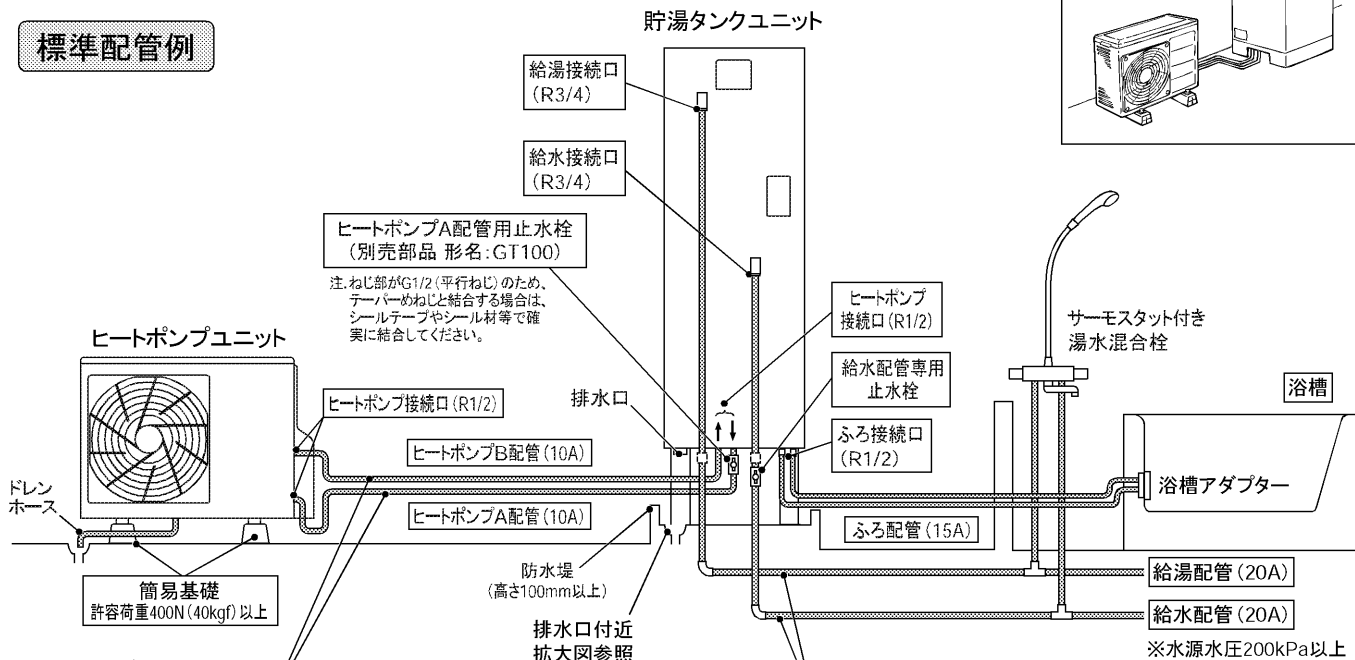 標準配管例
貯湯タンクユニット
給湯接続口
(R3/4)
給水接続口
(R3/4)
ヒートポンプA配管用止水栓
(別売部品 形名:GT100)
注.ねじ部がG1/2(平行ねじ)のため、
テーパーめねじと結合する場合は、
シールテープやシール材等で確
実に結合してください。
ヒートポンプ
接続口(R1/2)
サーモスタット付き
湯水混合栓
ヒートポンプユニット
給水配管専用
止水栓
浴槽
ヒートポンプ接続口(R1/2)
排水口
ふろ接続口
(R1/2)
ヒートポンプB配管(10A)
浴槽アダプター
ドレン
ホース
ヒートポンプA配管(10A)
ふろ配管(15A)
防水堤
(高さ100mm以上)
簡易基礎
許容荷重400N(40kgf)以上
給湯配管(20A)
給水配管(20A)
排水口付近
拡大図参照
※水源水圧200kPa以上